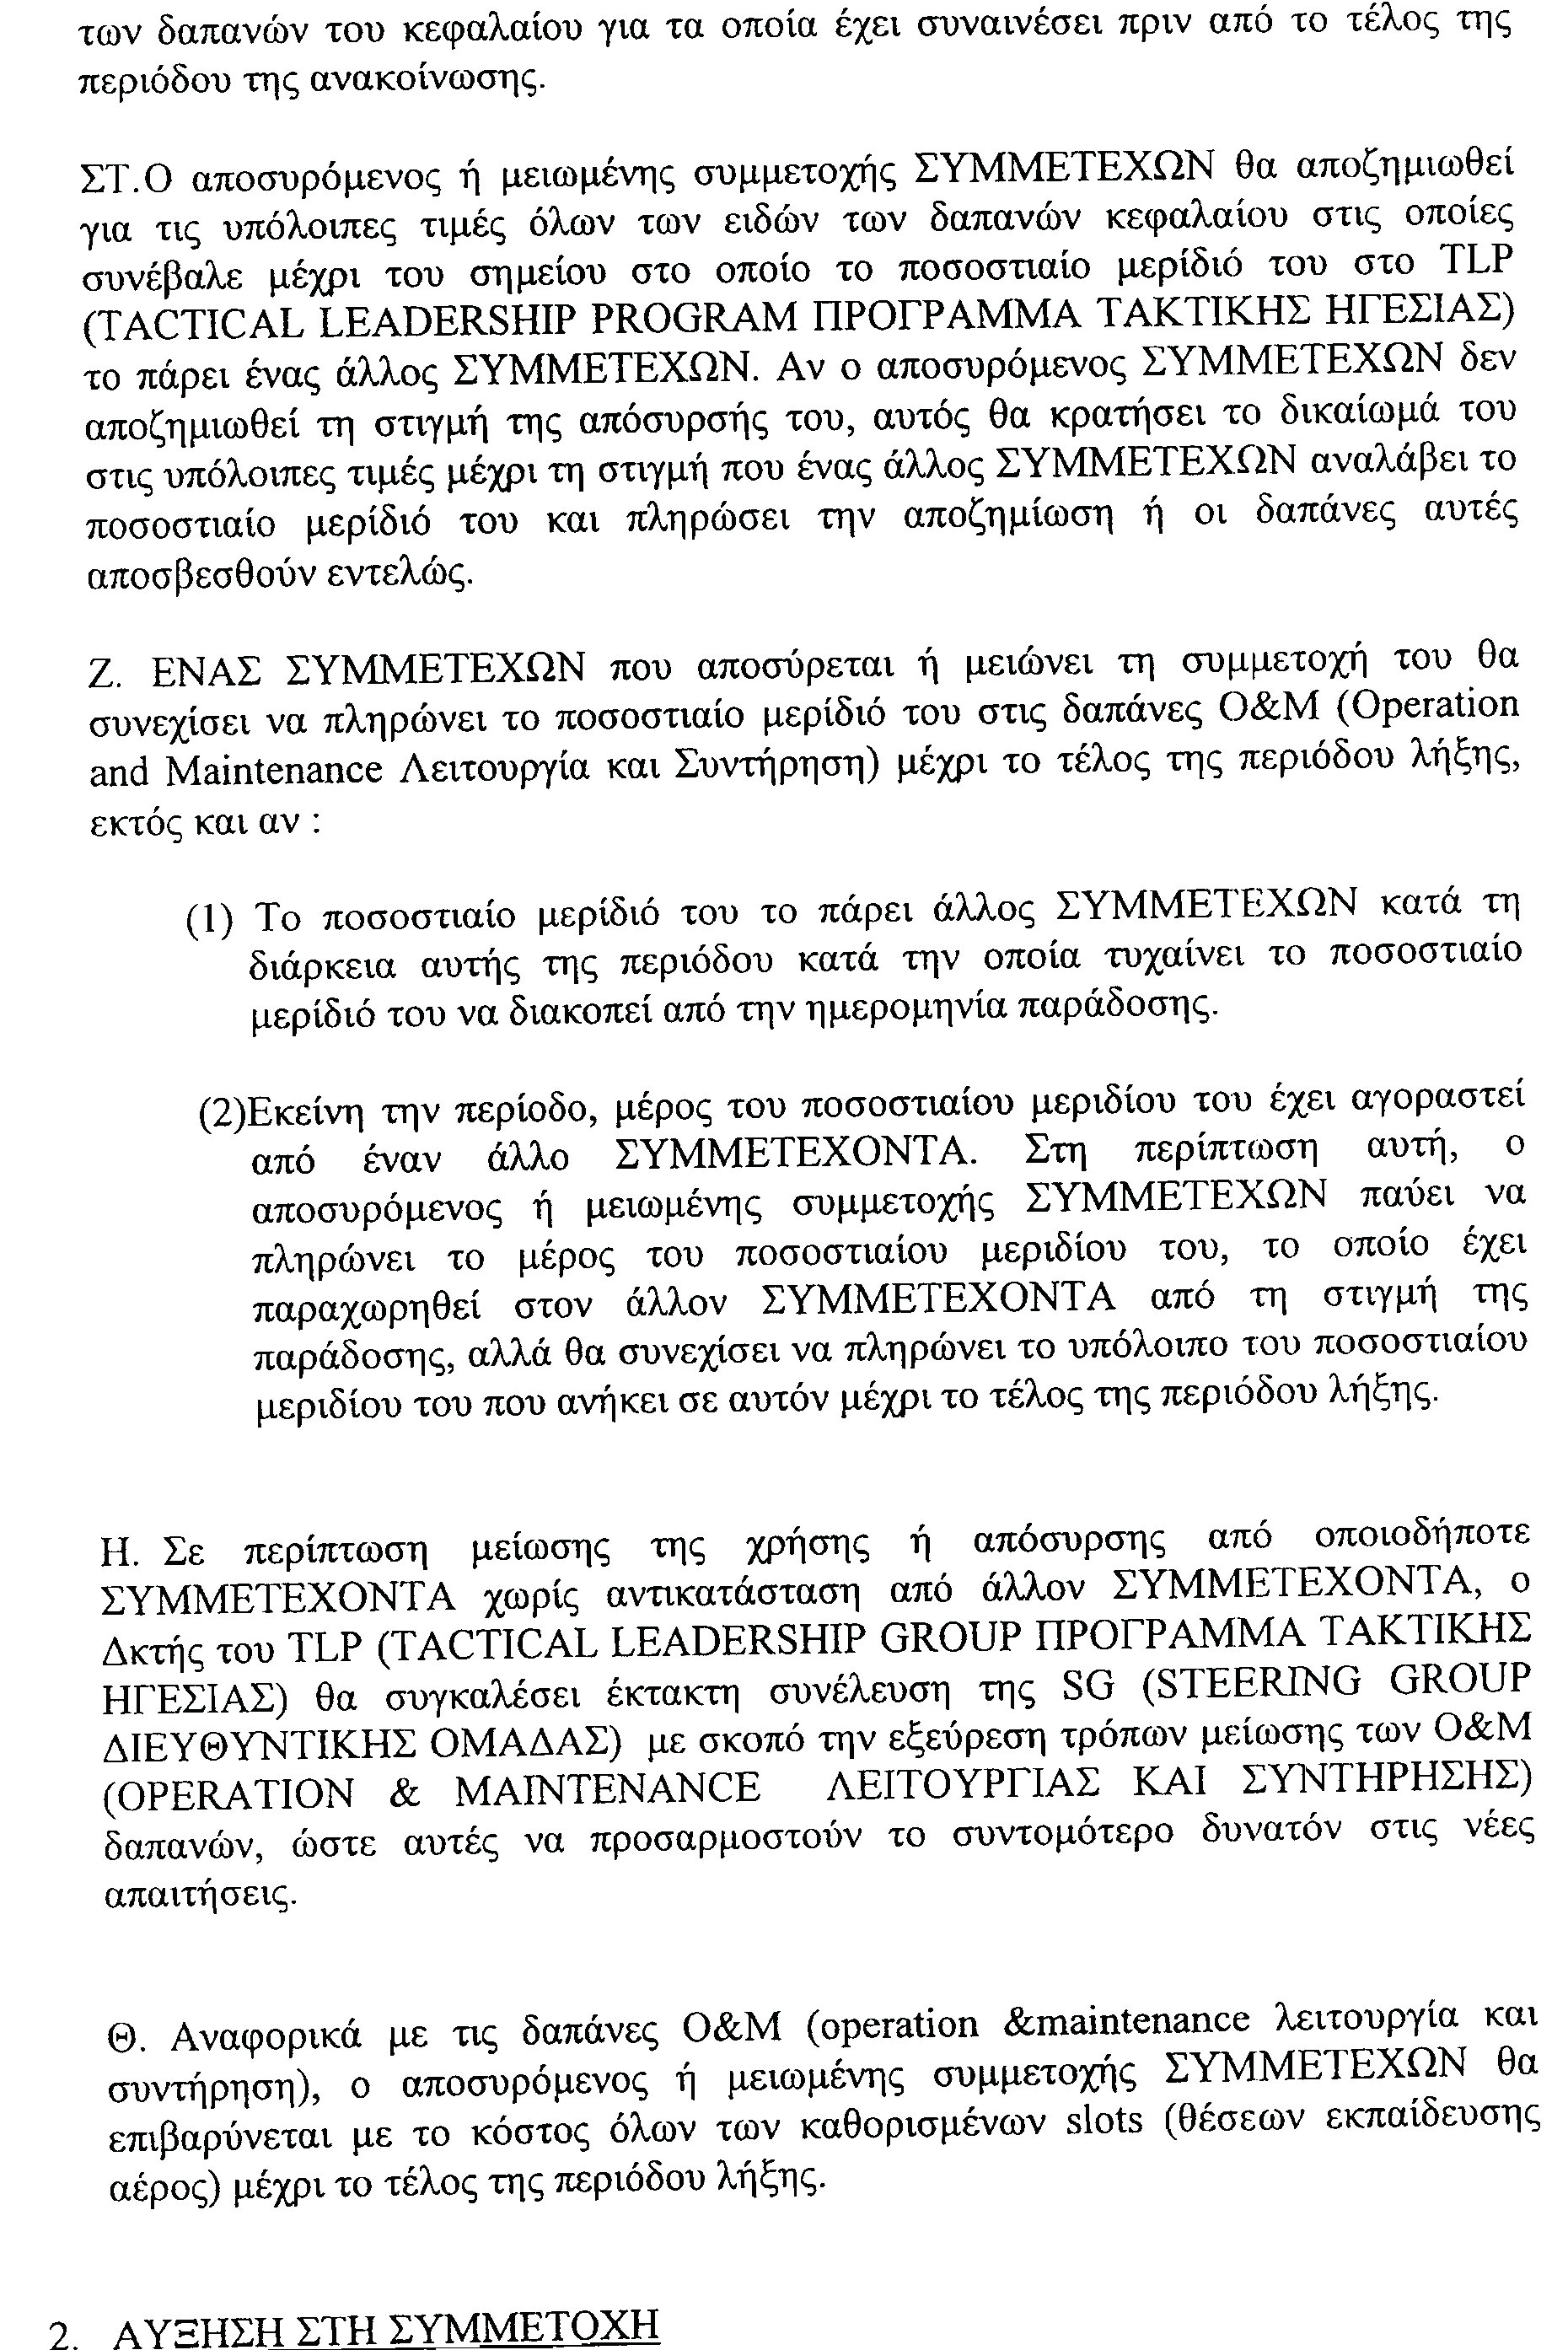 των δαπανών του κεφαλαίου για τα οποία έχει συναινέσει πριν από το τέλος της
περιόδου της ανακοίνωσης.
ΣΤ.Ο αποσυρόμενος ή μειωμένης συμμετοχής ΣΥΜΜΕΤΕΧΩΝ θα αποζημιωθεί
για τις υπόλοιπες τιμές όλων των ειδών των δαπανών κεφαλαίου στις οποίες
συνέβαλε μέχρι του σημείου στο οποίο το ποσοστιαίο μερίδιό του στο TLP
(TACTICAL LEADERSHIP PROGRAM ΠΡΟΓΡΑΜΜΑ ΤΑΚΤΙΚΗΣ ΗΓΕΣΙΑΣ)
το πάρει ένας άλλος ΣΥΜΜΕΤΕΧΩΝ. Αν ο αποσυρόμενος ΣΥΜΜΕΤΕΧΩΝ δεν
αποζημιωθεί τη στιγμή της απόσυρσής του, αυτός θα κρατήσει το δικαίωμά του
στις υπόλοιπες τιμές μέχρι τη στιγμή που ένας άλλος ΣΥΜΜΕΤΕΧΩΝ αναλάβει το
ποσοστιαίο μερίδιό του και πληρώσει την αποζημίωση ή οι δαπάνες αυτές
αποσβεσθούν εντελώς.
Ζ. ΕΝΑΣ ΣΥΜΜΕΤΕΧΩΝ που αποσύρεται ή μειώνει τη συμμετοχή του θα
συνεχίσει να πληρώνει το ποσοστιαίο μερίδιό του στις δαπάνες O&M (Operation
and Maintenance Λειτουργία και Συντήρηση) μέχρι το τέλος της περιόδου λήξης,
εκτός και αν :
(1) Το ποσοστιαίο μερίδιό του το πάρει άλλος ΣΥΜΜΕΤΕΧΩΝ κατά τη
διάρκεια αυτής της περιόδου κατά την οποία τυχαίνει το ποσοστιαίο
μερίδιό του να διακοπεί από την ημερομηνία παράδοσης.
(2)Εκείνη την περίοδο, μέρος του ποσοστιαίου μεριδίου του έχει αγοραστεί
από έναν άλλο ΣΥΜΜΕΤΕΧΟΝΤΑ. Στη περίπτωση αυτή, ο
αποσυρόμενος ή μειωμένης συμμετοχής ΣΥΜΜΕΤΕΧΩΝ παύει να
πληρώνει το μέρος του ποσοστιαίου μεριδίου του, το οποίο έχει
παραχωρηθεί στον άλλον ΣΥΜΜΕΤΕΧΟΝΤΑ από τη στιγμή της
παράδοσης, αλλά θα συνεχίσει να πληρώνει το υπόλοιπο του ποσοστιαίου
μεριδίου του που ανήκει σε αυτόν μέχρι το τέλος της περιόδου λήξης.
Η. Σε περίπτωση μείωσης της χρήσης ή απόσυρσης από οποιοδήποτε
ΣΥΜΜΕΤΕΧΟΝΤΑ χωρίς αντικατάσταση από άλλον ΣΥΜΜΕΤΕΧΟΝΤΑ, ο
Δκτής του TLP (TACTICAL LEADERSHIP GROUP ΠΡΟΓΡΑΜΜΑ ΤΑΚΤΙΚΗΣ
ΗΓΕΣΙΑΣ) θα συγκαλέσει έκτακτη συνέλευση της SG (STEERING GROUP
ΔΙΕΥΘΥΝΤΙΚΗΣ ΟΜΑΔΑΣ) με σκοπό την εξεύρεση τρόπων μείωσης των O&M
(OPERATION & MAINTENANCE ΛΕΙΤΟΥΡΓΙΑΣ ΚΑΙ ΣΥΝΤΗΡΗΣΗΣ)
δαπανών, ώστε αυτές να προσαρμοστούν το συντομότερο δυνατόν στις νέες
απαιτήσεις.
Θ. Αναφορικά με τις δαπάνες O&M (operation &maintenance λειτουργία και
συντήρηση), ο αποσυρόμενος ή μειωμένης συμμετοχής ΣΥΜΜΕΤΕΧΩΝ θα
επιβαρύνεται με το κόστος όλων των καθορισμένων slots (θέσεων εκπαίδευσης
αέρος) μέχρι το τέλος της περιόδου λήξης.
2. ΑΥΞΗΣΗ ΣΤΗ ΣΥΜΜΕΤΟΧΗ